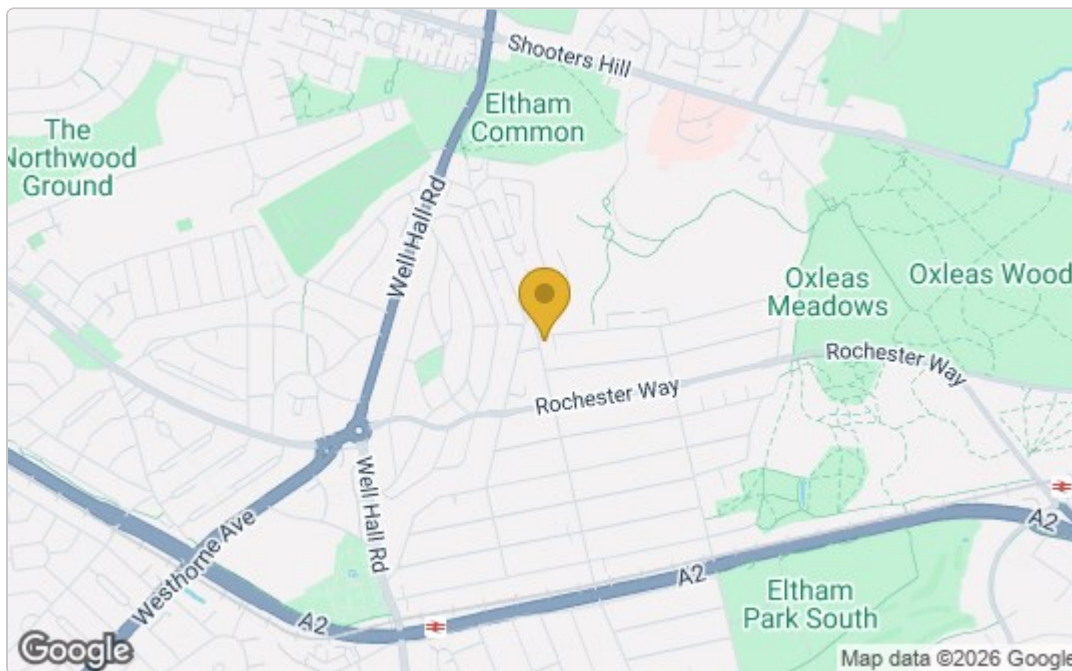 Shooters Hill
Eltham
Common
The
Northwood
Ground
Well Hall Rd
Oxleas
Meadows
Oxleas Wood
Rochester Way
Rochester Way
Well Hall Rd
Westhorne Ave
A2
A2
A2
Eltham
Park South
Google
Map data ©2026 Google